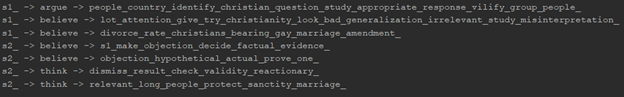 s1_ -> argue -> people_country_identify_christian_question_study_appropriate_response_vilify_group_people_
s1_ -> believe -> lot_attention_give_try_christianity_look_bad_generalization_irrelevant_study_misinterpretation_
s1_ -> believe -> divorce_rate_christians_bearing_gay_marriage_amendment_
s2_ -> believe -> s1_make_objection_decide_factual_evidence_
s2_ -> believe -> objection_hypothetical_actual_prove_one_
s2_ -> think -> dismiss_result_check_validity_reactionary_
s2_ -> think -> relevant_long_people_protect_sanctity_marriage_